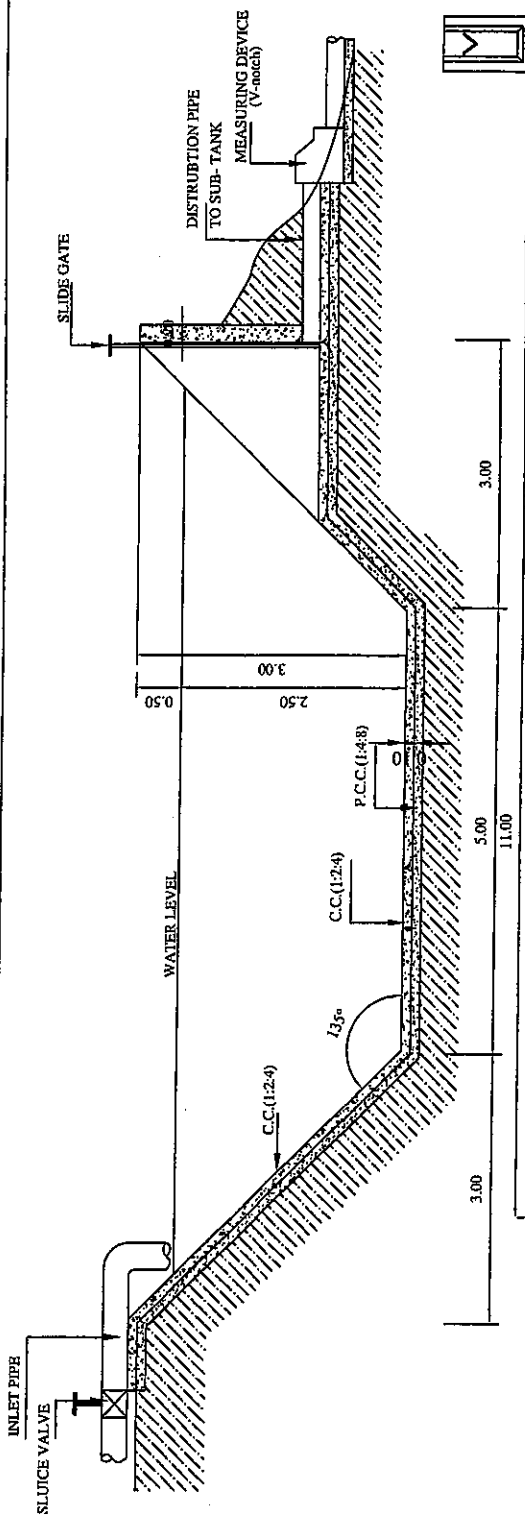 INLET PIPE
SLUICE VALVE
WATER LEVEL
C.C.(1:2:4)
135°
C.C.(1:2:4)
P.C.C.(1:4:8)
0.50
2.50
3.00
SLIDE GATE
DISTRUBTION PIPE
TO SUB- TANK
MEASURING DEVICE
(V-notch)
3.00
5.00
3.00
11.00